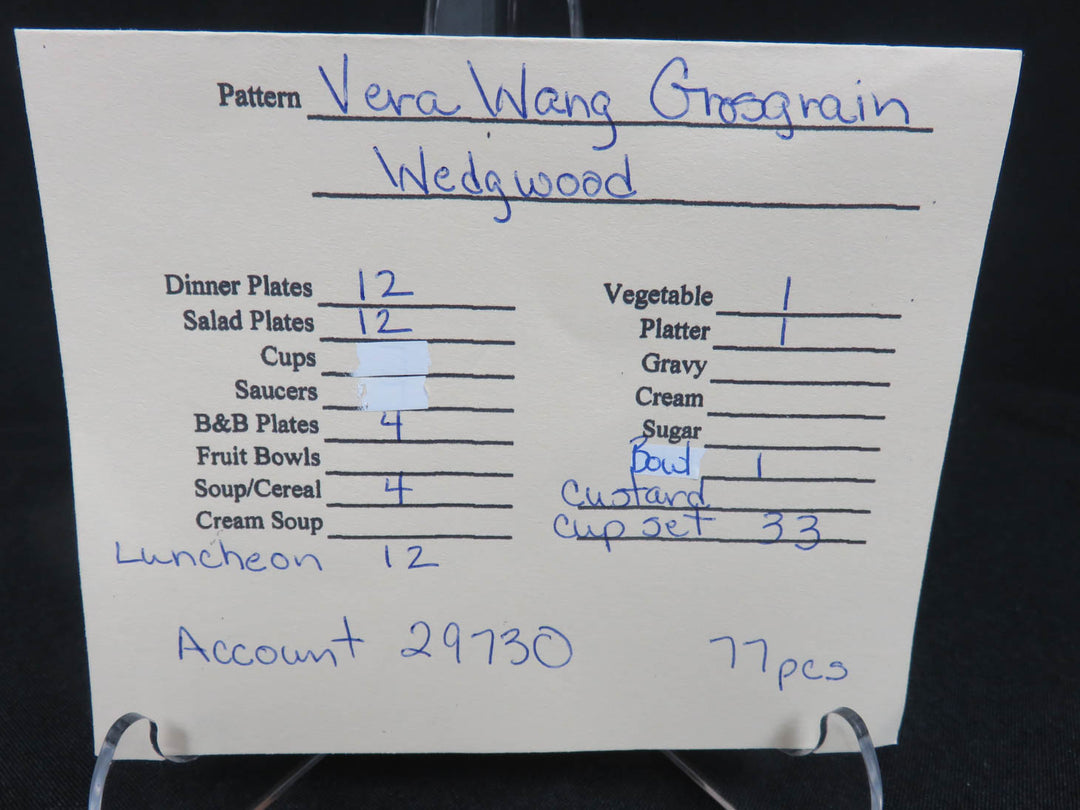 Pattern Vera Wang Grosgrain
Wedgwood
Dinner Plates 12
Salad Plates 12
Cups
Saucers
B&B Plates 4
Fruit Bowls
Soup/Cereal 4
Cream Soup
Luncheon 12
Vegetable 1
Platter 1
Gravy
Cream
Sugar
Bowl 1
Custard
Cup set 33
Account 29730
77 pcs